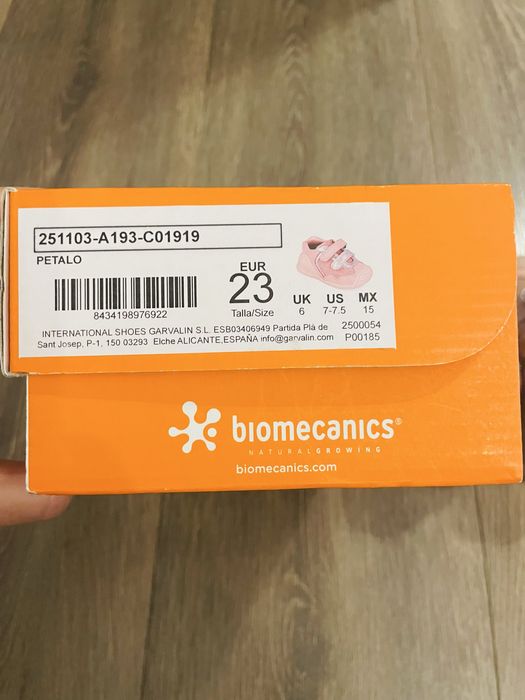 251103-A193-C01919
PETALO
8434198976922
EUR
23
Talla/Size
UK US MX
6 7-7.5 15
INTERNATIONAL SHOES GARVALIN S.L. ESB03406949 Partida Plá de 2500054
Sant Josep, P-1, 150 03293 Elche ALICANTE,ESPAÑA info@garvalin.com P00185
biomecanics®
NATURALGROWING
biomecanics.com